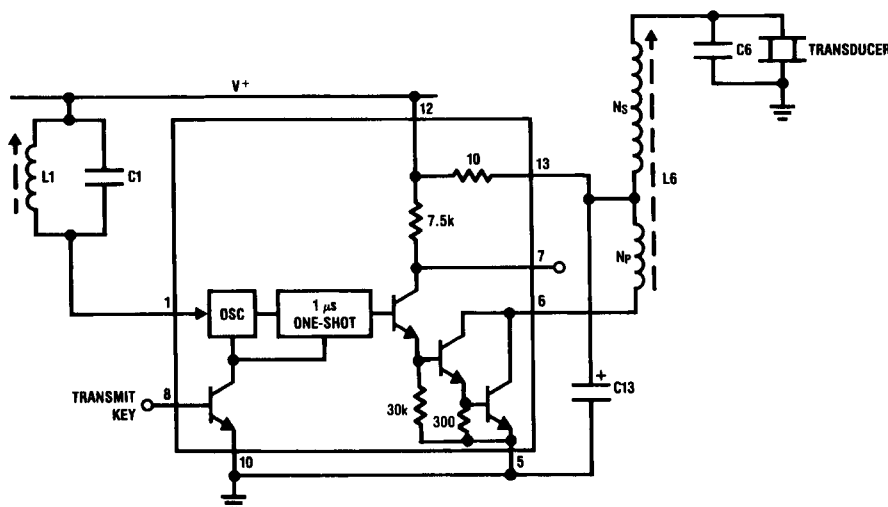 C6
TRANSDUCER
V+
12
NS
10
13
L1
C1
L6
7.5k
7
NP
1
OSC
1 μs
ONE-SHOT
6
TRANSMIT
KEY
8
30k
300
+
C13
10
5